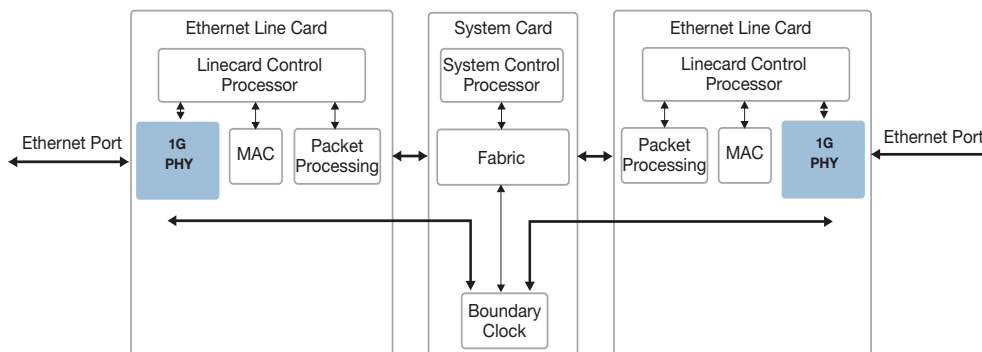 Ethernet Line Card
System Card
Ethernet Line Card
Linecard Control
Processor
System Control
Processor
Linecard Control
Processor
Ethernet Port
1G
PHY
MAC
Packet
Processing
Fabric
Packet
Processing
MAC
1G
PHY
Ethernet Port
Boundary
Clock